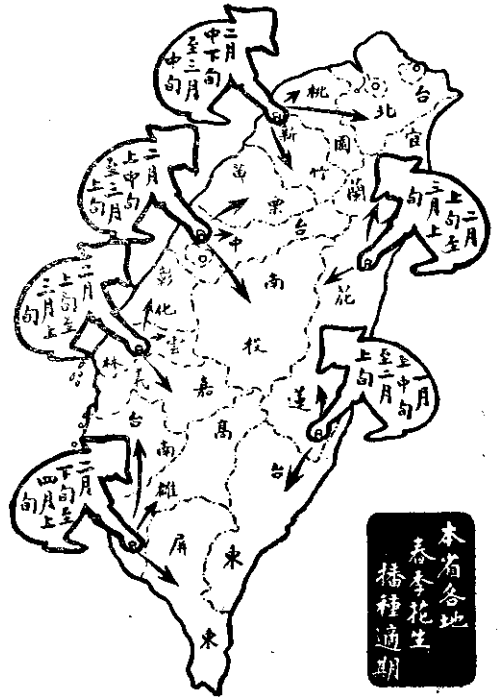 本省各地
春季花生
播種適期
二月
中下旬
至三月
中旬
二月
上中旬
至三月
上旬
二月
上旬至
三月上
旬
二月
下旬至
四月上
旬
二月
上旬至
三月上
旬
一月
中旬
至二月
上旬
台北
桃園
宜蘭
新竹
苗栗
台中
彰化
南投
花蓮
雲林
嘉義
台南
高雄
屏東
台東